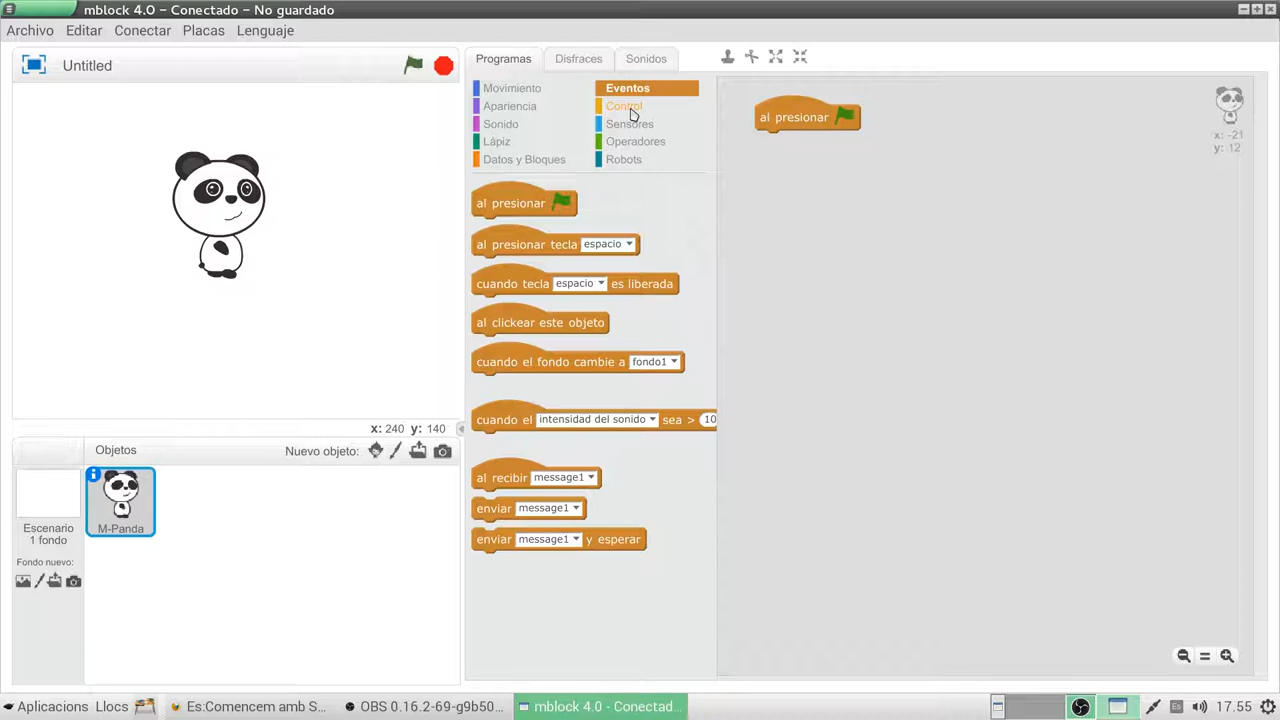 mblock 4.0 - Conectado - No guardado
Archivo Editar Conectar Placas Lenguaje
Untitled
Programas Disfraces Sonidos
Movimiento Eventos
Apariencia Control
Sonido Sensores
Lápiz Operadores
Datos y Bloques Robots
al presionar
al presionar tecla espacio
cuando tecla espacio es liberada
al clickear este objeto
cuando el fondo cambie a fondo1
cuando el intensidad del sonido sea > 10
al recibir message1
enviar message1
enviar message1 y esperar
al presionar
x: -21
y: 12
x: 240 y: 140
Objetos Nuevo objeto:
M-Panda
Escenario
1 fondo
Fondo nuevo:
Aplicacions Llocs Es:Comencem amb S... OBS 0.16.2-69-g9b50... mblock 4.0 - Conectad... Es 17.55